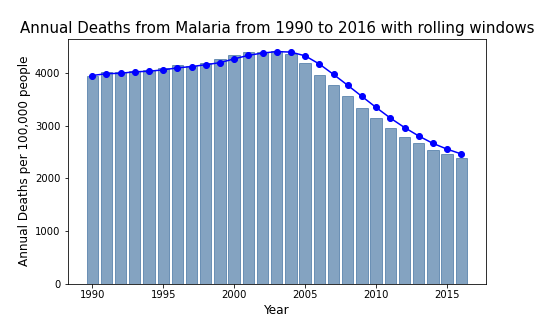 Annual Deaths from Malaria from 1990 to 2016 with rolling windows
Annual Deaths per 100,000 people
4000
3000
2000
1000
0
1990 1995 2000 2005 2010 2015
Year